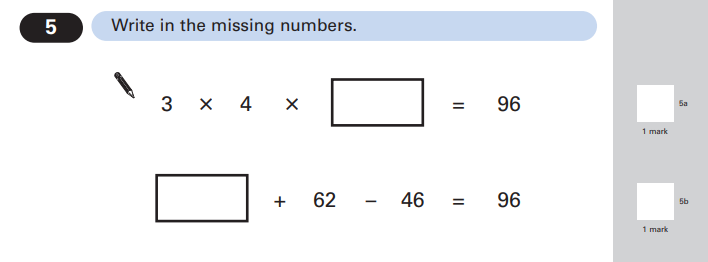 5 Write in the missing numbers.
3 × 4 × = 96
5a
1 mark
+ 62 – 46 = 96
5b
1 mark